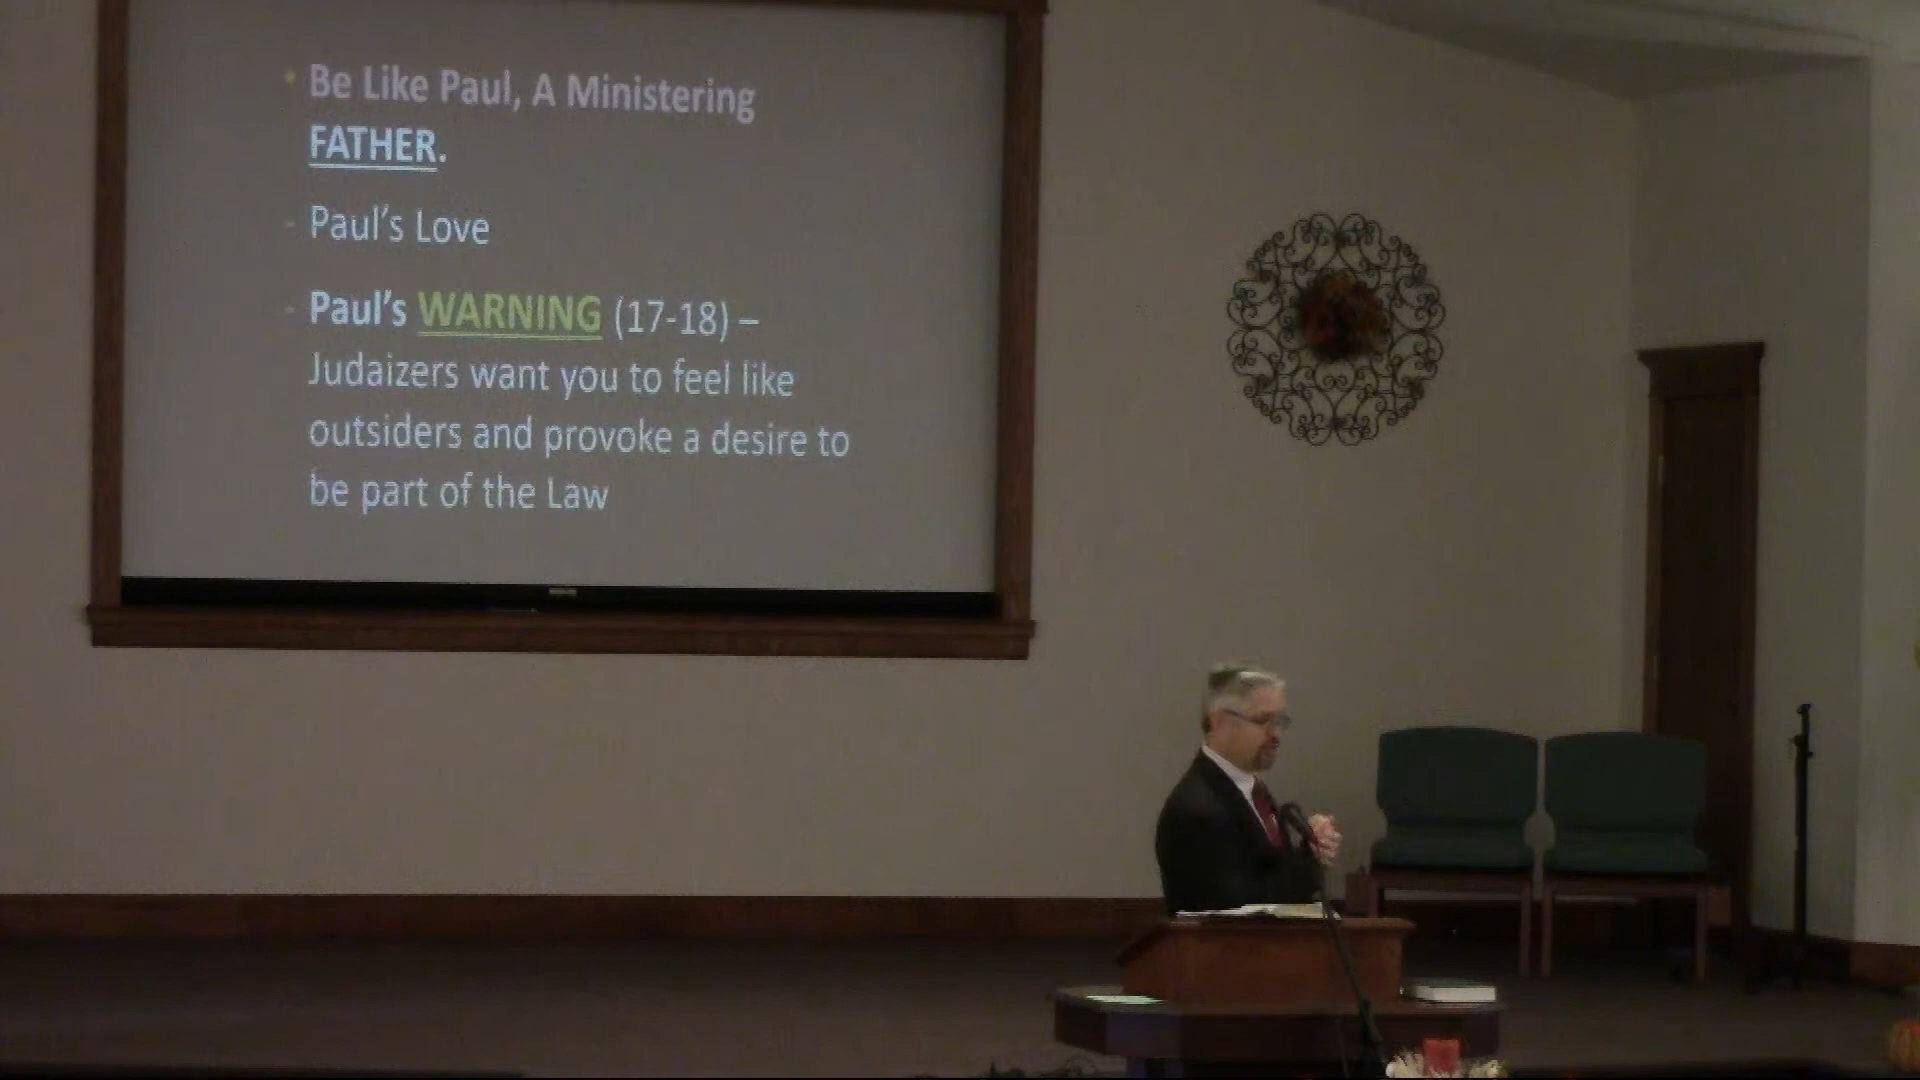 • Be Like Paul, A Ministering
FATHER.
- Paul's Love
- Paul's WARNING (17-18) –
Judaizers want you to feel like
outsiders and provoke a desire to
be part of the Law